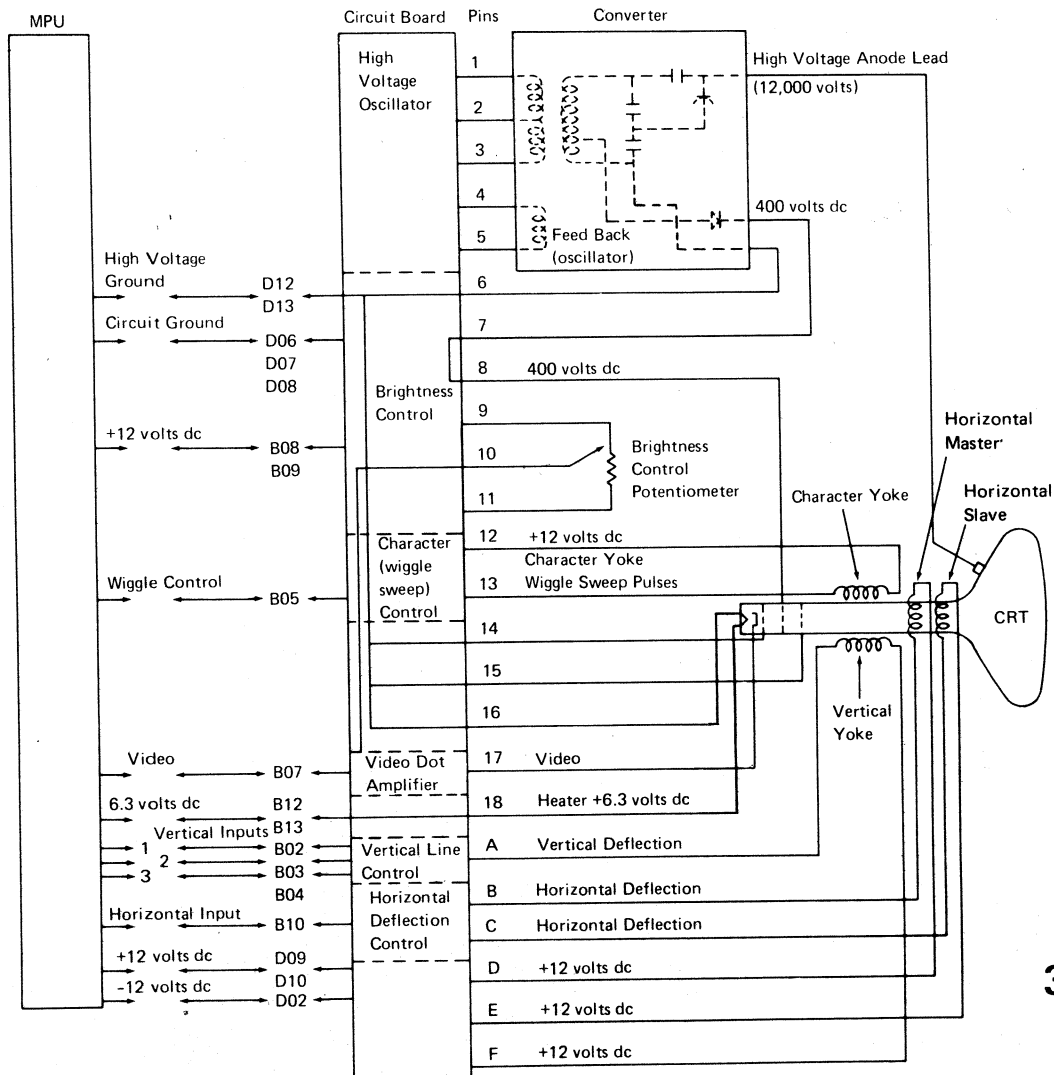 MPU
Circuit Board
Pins
Converter
High
Voltage
Oscillator
1
2
3
4
5
Feed Back
(oscillator)
High Voltage Anode Lead
(12,000 volts)
400 volts dc
High Voltage
Ground
D12
D13
6
Circuit Ground
D06
D07
D08
7
8
400 volts dc
Brightness
Control
9
+12 volts dc
B08
B09
10
11
Brightness
Control
Potentiometer
Horizontal
Master
Character Yoke
Horizontal
Slave
Character
(wiggle
sweep)
Control
12
+12 volts dc
Character Yoke
13
Wiggle Sweep Pulses
Wiggle Control
B05
14
15
16
CRT
Vertical
Yoke
Video
B07
Video Dot
Amplifier
17
Video
6.3 volts dc
B12
B13
18
Heater +6.3 volts dc
Vertical Inputs
1
2
3
B02
B03
B04
Vertical Line
Control
A
Vertical Deflection
B
Horizontal Deflection
Horizontal
Deflection
Control
C
Horizontal Deflection
Horizontal Input
B10
+12 volts dc
D09
D10
-12 volts dc
D02
D
+12 volts dc
E
+12 volts dc
F
+12 volts dc